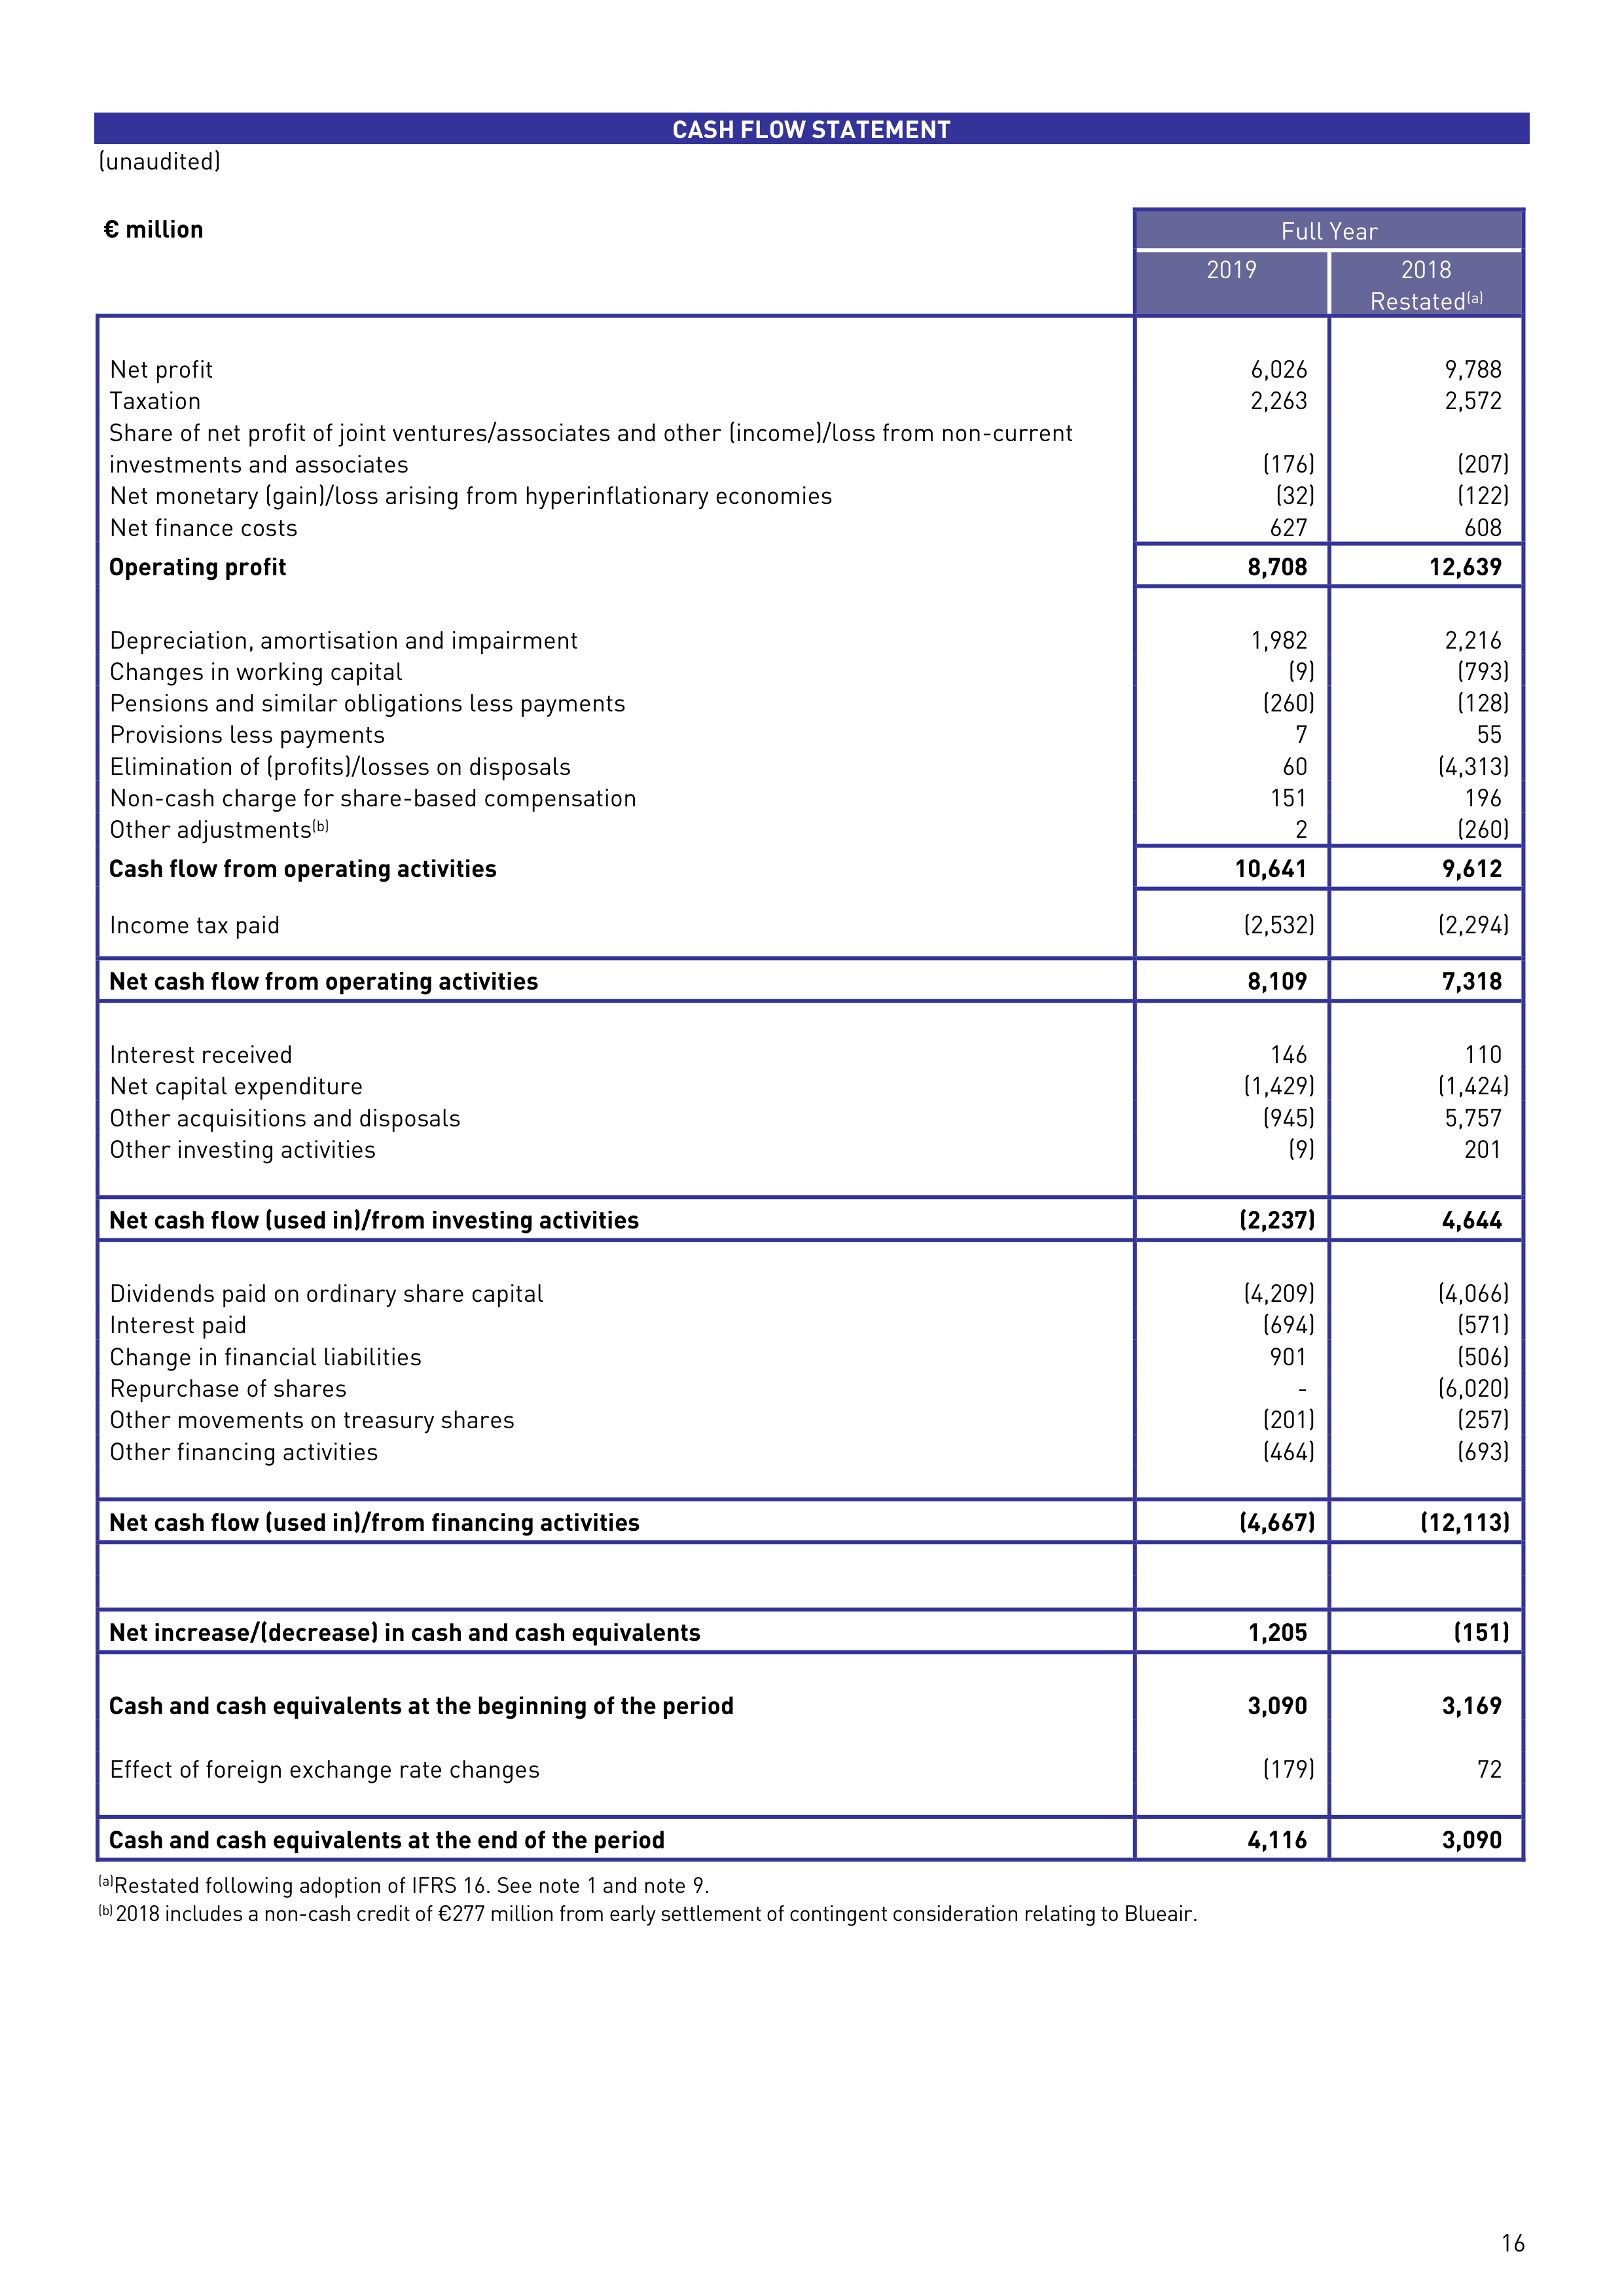 CASH FLOW STATEMENT
(unaudited)
€ million
Full Year
2019 2018
Restated(a)
Net profit 6,026 9,788
Taxation 2,263 2,572
Share of net profit of joint ventures/associates and other (income)/loss from non-current
investments and associates (176) (207)
Net monetary (gain)/loss arising from hyperinflationary economies (32) (122)
Net finance costs 627 608
Operating profit 8,708 12,639
Depreciation, amortisation and impairment 1,982 2,216
Changes in working capital (9) (793)
Pensions and similar obligations less payments (260) (128)
Provisions less payments 7 55
Elimination of (profits)/losses on disposals 60 (4,313)
Non-cash charge for share-based compensation 151 196
Other adjustments(b) 2 (260)
Cash flow from operating activities 10,641 9,612
Income tax paid (2,532) (2,294)
Net cash flow from operating activities 8,109 7,318
Interest received 146 110
Net capital expenditure (1,429) (1,424)
Other acquisitions and disposals (945) 5,757
Other investing activities (9) 201
Net cash flow (used in)/from investing activities (2,237) 4,644
Dividends paid on ordinary share capital (4,209) (4,066)
Interest paid (694) (571)
Change in financial liabilities 901 (506)
Repurchase of shares - (6,020)
Other movements on treasury shares (201) (257)
Other financing activities (464) (693)
Net cash flow (used in)/from financing activities (4,667) (12,113)
Net increase/(decrease) in cash and cash equivalents 1,205 (151)
Cash and cash equivalents at the beginning of the period 3,090 3,169
Effect of foreign exchange rate changes (179) 72
Cash and cash equivalents at the end of the period 4,116 3,090
(a)Restated following adoption of IFRS 16. See note 1 and note 9.
(b) 2018 includes a non-cash credit of €277 million from early settlement of contingent consideration relating to Blueair.
16